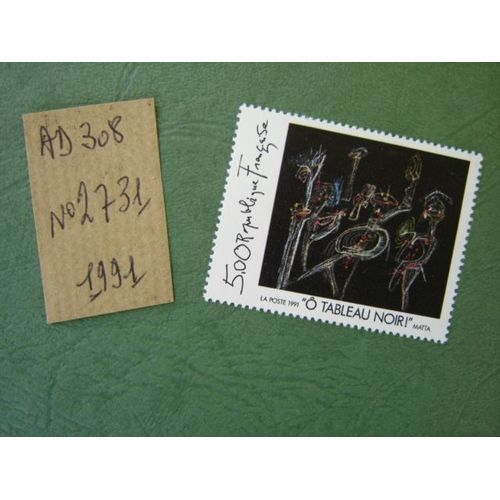 AD 308
N° 2731
1991
5,00 République Française
LA POSTE 1991 "Ô TABLEAU NOIR!" MATTA